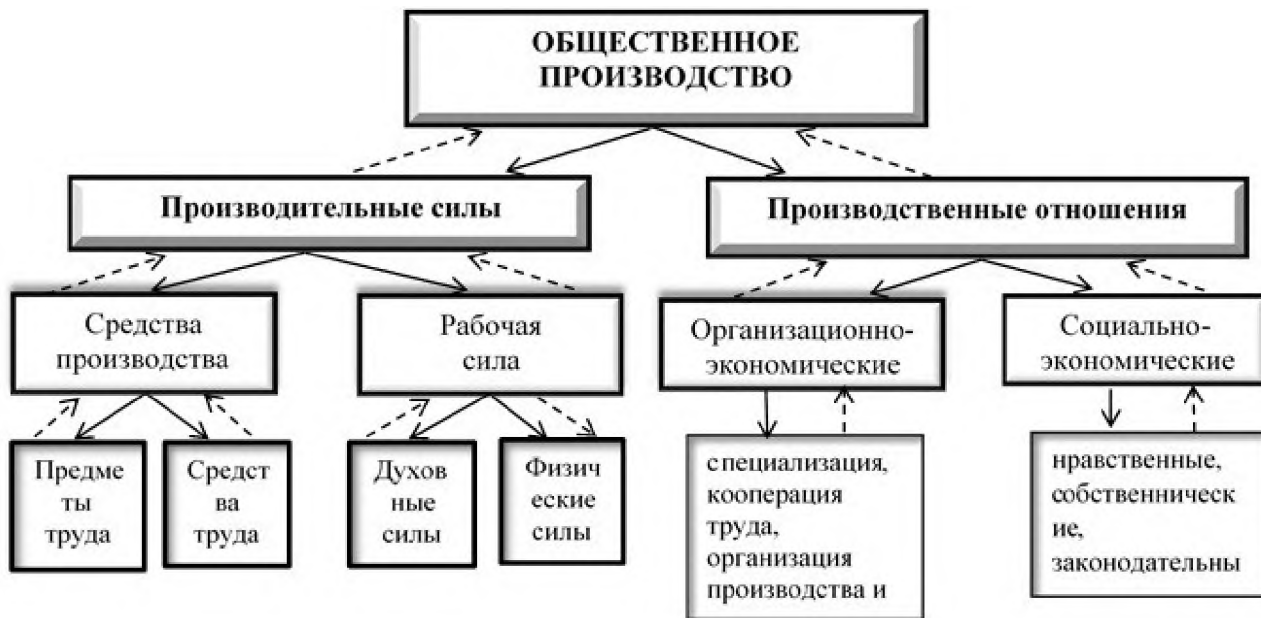 ОБЩЕСТВЕННОЕ
ПРОИЗВОДСТВО
Производительные силы
Производственные отношения
Средства
производства
Рабочая
сила
Организационно-
экономические
Социально-
экономические
Предме
ты
труда
Средст
ва
труда
Духов
ные
силы
Физич
еские
силы
специализация,
кооперация
труда,
организация
производства и
нравственные,
собственническ
ие,
законодательны